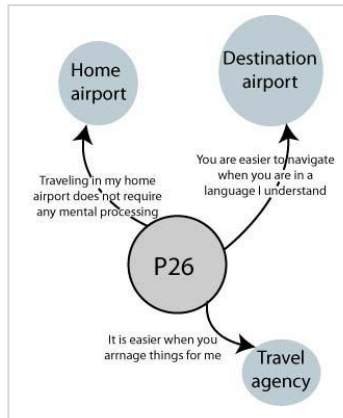 Home
airport
Destination
airport
Traveling in my home
airport does not require
any mental processing
You are easier to navigate
when you are in a
language I understand
P26
It is easier when you
arrnage things for me
Travel
agency